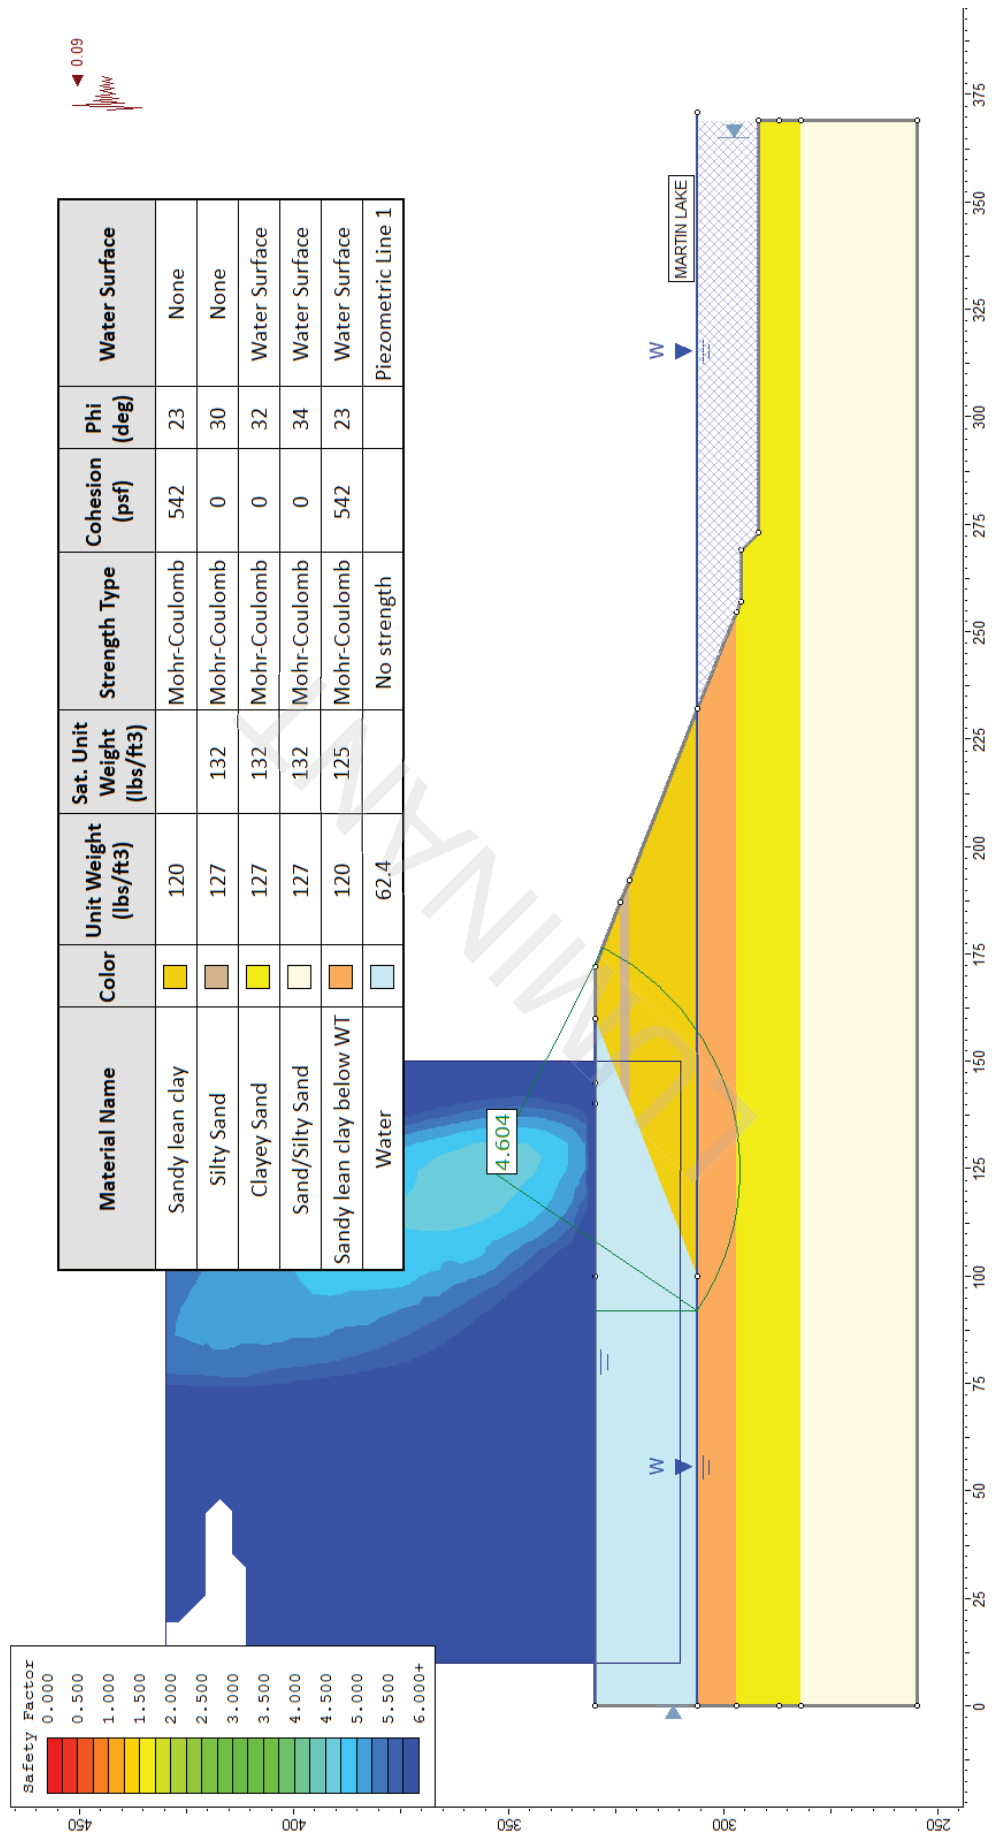 Safety Factor
0.000
0.500
1.000
1.500
2.000
2.500
3.000
3.500
4.000
4.500
5.000
5.500
6.000+
Material Name Color Unit Weight (lbs/ft3) Sat. Unit Weight (lbs/ft3) Strength Type Cohesion (psf) Phi (deg) Water Surface
Sandy lean clay 120 Mohr-Coulomb 542 23 None
Silty Sand 127 132 Mohr-Coulomb 0 30 None
Clayey Sand 127 132 Mohr-Coulomb 0 32 Water Surface
Sand/Silty Sand 127 132 Mohr-Coulomb 0 34 Water Surface
Sandy lean clay below WT 120 125 Mohr-Coulomb 542 23 Water Surface
Water 62.4 No strength Piezometric Line 1
0.09
4.604
W
W
MARTIN LAKE
LUMINANT
450
400
350
300
250
0 25 50 75 100 125 150 175 200 225 250 275 300 325 350 375